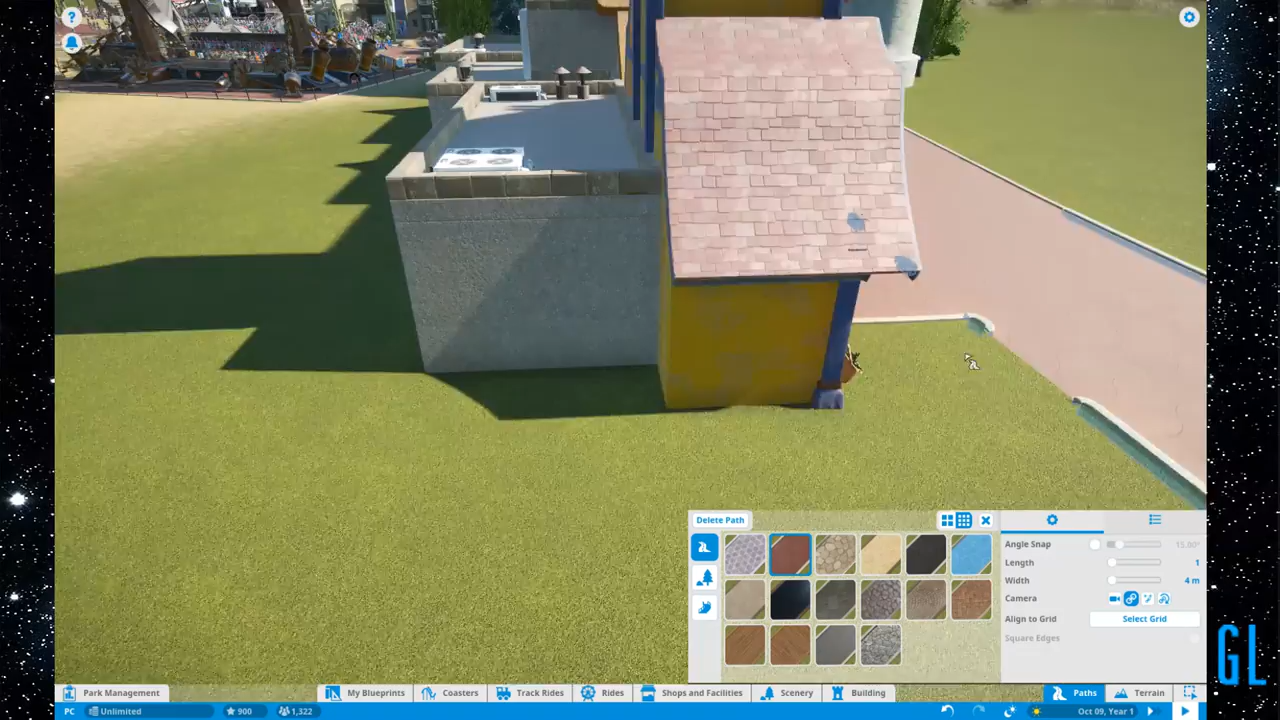 ?
Delete Path
Angle Snap 15.00°
Length 1
Width 4 m
Camera
Align to Grid Select Grid
Square Edges
GL
Park Management My Blueprints Coasters Track Rides Rides Shops and Facilities Scenery Building Paths Terrain
PC Unlimited 900 1,322 Oct 09, Year 1